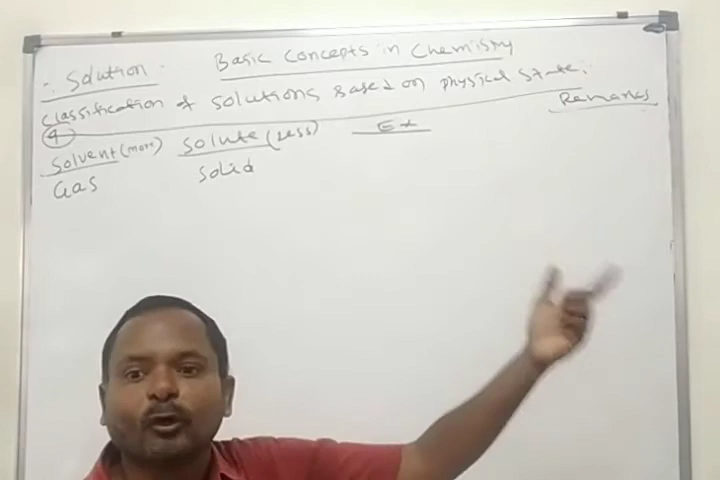 ∴ Solution. Basic Concepts in Chemistry
Classification of Solutions Based on physical state:
4
Solvent (more) Solute (less) Ex Remarks
Gas Solid